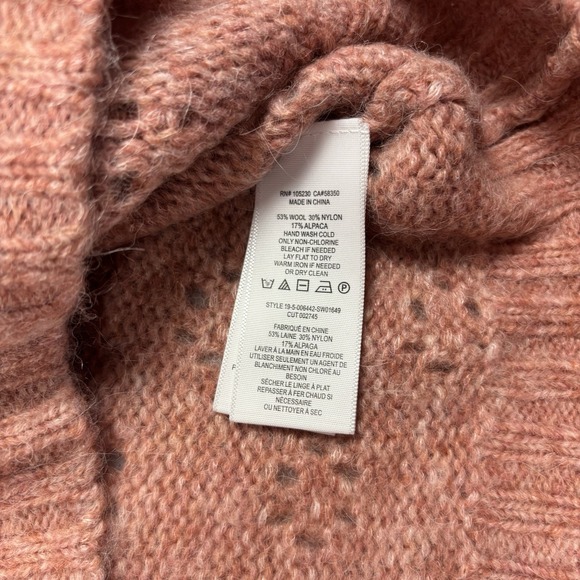 RN# 105230 CA#58350
MADE IN CHINA
53% WOOL 30% NYLON
17% ALPACA
HAND WASH COLD
ONLY NON-CHLORINE
BLEACH IF NEEDED
LAY FLAT TO DRY
WARM IRON IF NEEDED
OR DRY CLEAN
P
STYLE 19-5-006442-SW01649
CUT 002745
FABRIQUÉ EN CHINE
53% LAINE 30% NYLON
17% ALPAGA
LAVER À LA MAIN EN EAU FROIDE
UTILISER SEULEMENT UN AGENT DE
BLANCHIMENT NON CHLORÉ AU
BESOIN
SÉCHER LE LINGE À PLAT
REPASSER À FER CHAUD SI
NÉCESSAIRE
OU NETTOYER À SEC